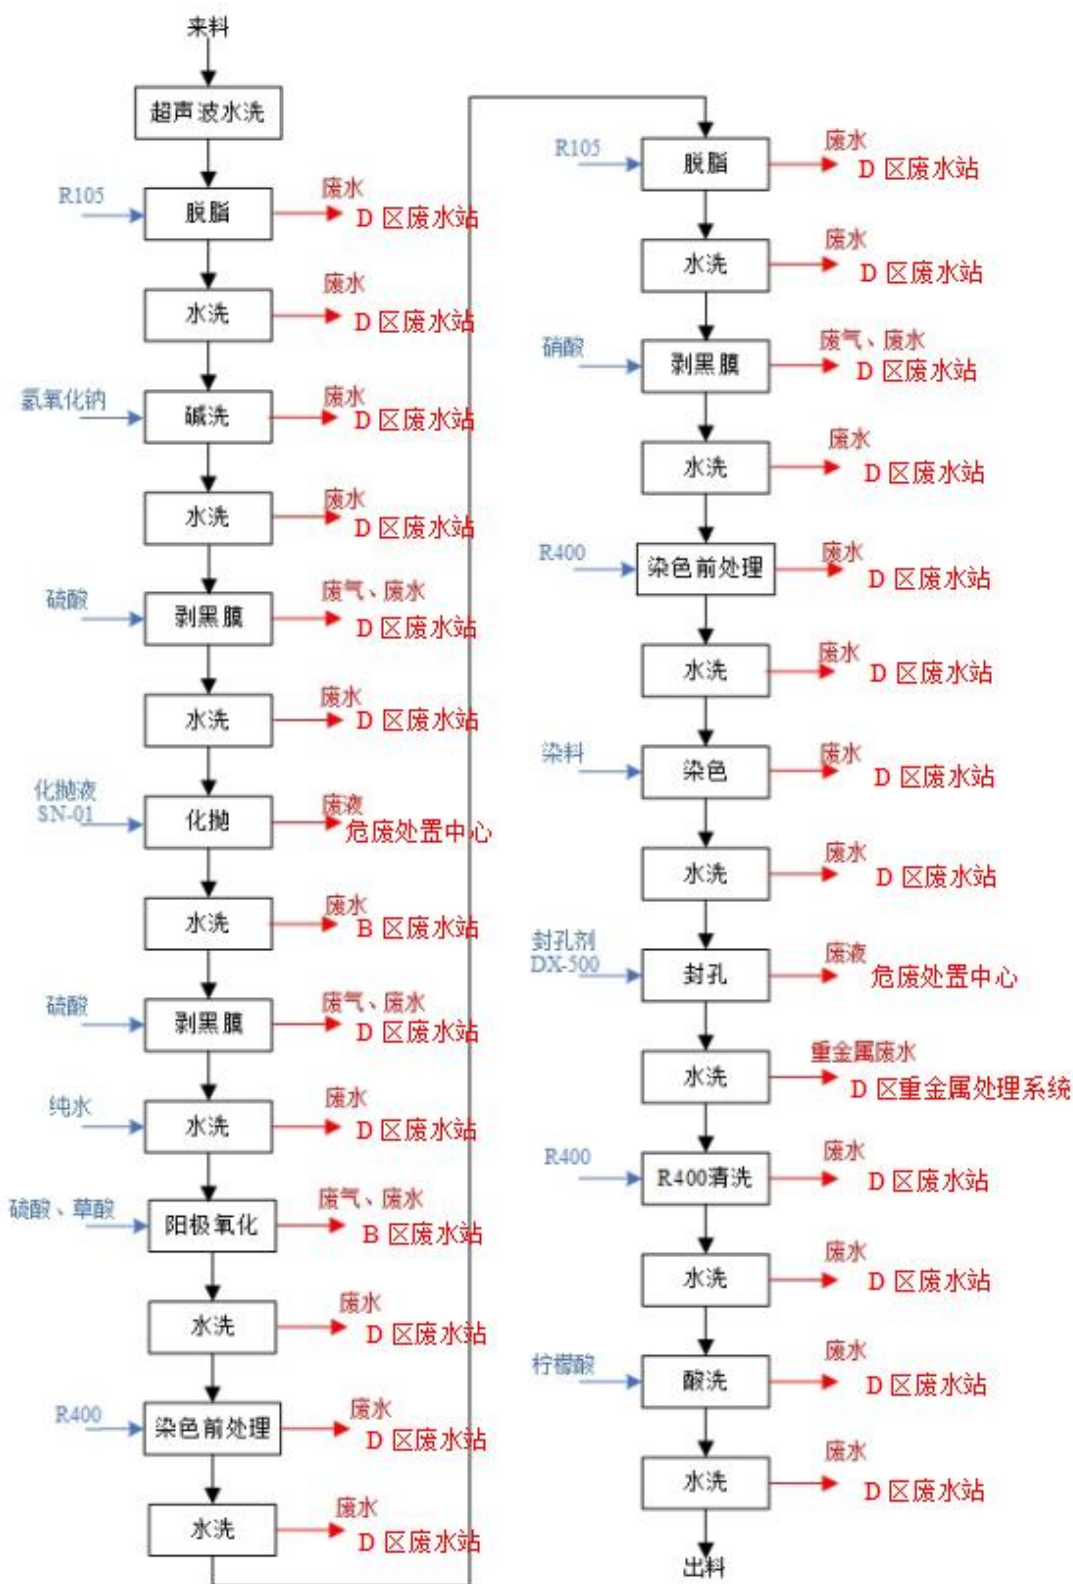 来料
超声波水洗
R105
脱脂
废水
D 区废水站
水洗
废水
D 区废水站
氢氧化钠
碱洗
废水
D 区废水站
水洗
废水
D 区废水站
硫酸
剥黑膜
废气、废水
D 区废水站
水洗
废水
D 区废水站
化抛液
SN-01
化抛
废液
危废处置中心
水洗
废水
B 区废水站
硫酸
剥黑膜
废气、废水
D 区废水站
纯水
水洗
废水
D 区废水站
硫酸、草酸
阳极氧化
废气、废水
B 区废水站
水洗
废水
D 区废水站
R400
染色前处理
废水
D 区废水站
水洗
废水
D 区废水站
R105
脱脂
废水
D 区废水站
水洗
废水
D 区废水站
硝酸
剥黑膜
废气、废水
D 区废水站
水洗
废水
D 区废水站
R400
染色前处理
废水
D 区废水站
水洗
废水
D 区废水站
染料
染色
废水
D 区废水站
水洗
废水
D 区废水站
封孔剂
DX-500
封孔
废液
危废处置中心
水洗
重金属废水
D 区重金属处理系统
R400
R400清洗
废水
D 区废水站
水洗
废水
D 区废水站
柠檬酸
酸洗
废水
D 区废水站
水洗
废水
D 区废水站
出料